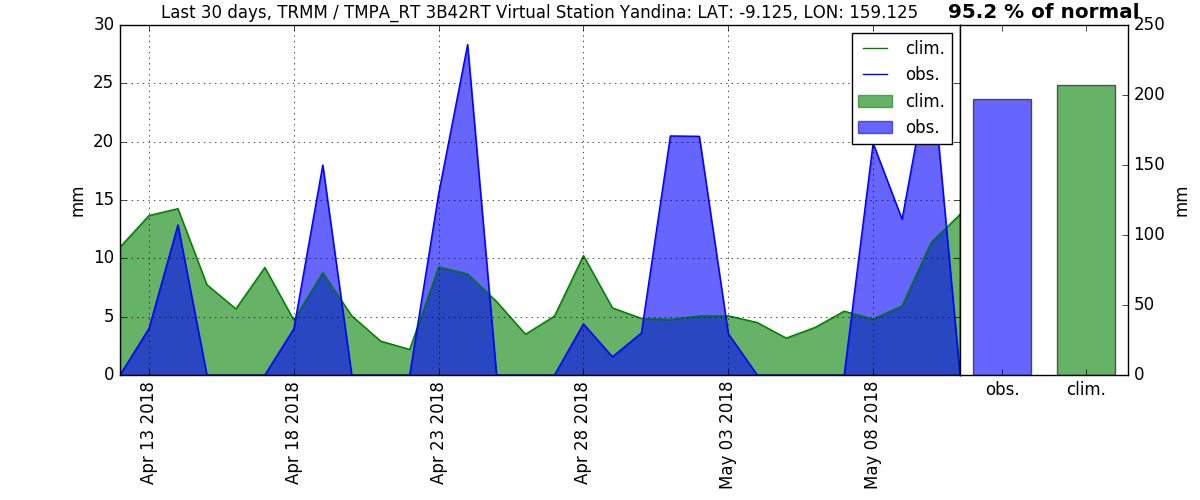 Last 30 days, TRMM / TMPA_RT 3B42RT Virtual Station Yandina: LAT: -9.125, LON: 159.125
95.2 % of normal
30
25
20
15
10
5
0
mm
clim.
obs.
clim.
obs.
250
200
150
100
50
0
mm
Apr 13 2018
Apr 18 2018
Apr 23 2018
Apr 28 2018
May 03 2018
May 08 2018
obs.
clim.